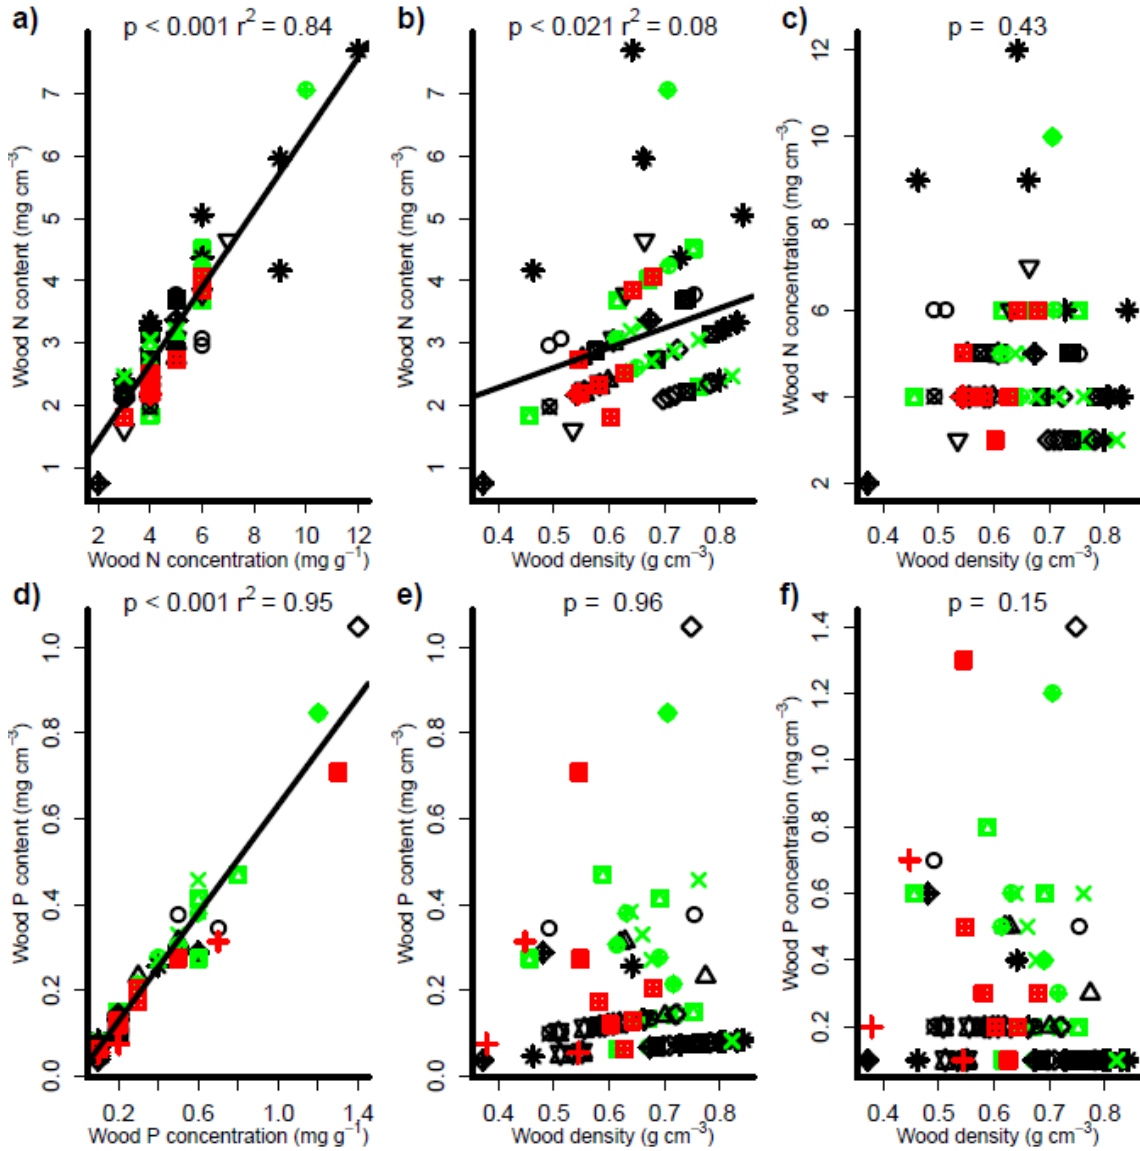 a) p < 0.001 r² = 0.84
Wood N content (mg cm⁻³)
7
6
5
4
3
2
1
2 4 6 8 10 12
Wood N concentration (mg g⁻¹)
b) p < 0.021 r² = 0.08
Wood N content (mg cm⁻³)
7
6
5
4
3
2
1
0.4 0.5 0.6 0.7 0.8
Wood density (g cm⁻³)
c) p = 0.43
Wood N concentration (mg cm⁻³)
12
10
8
6
4
2
0.4 0.5 0.6 0.7 0.8
Wood density (g cm⁻³)
d) p < 0.001 r² = 0.95
Wood P content (mg cm⁻³)
1.0
0.8
0.6
0.4
0.2
0.0
0.2 0.6 1.0 1.4
Wood P concentration (mg g⁻¹)
e) p = 0.96
Wood P content (mg cm⁻³)
1.0
0.8
0.6
0.4
0.2
0.0
0.4 0.5 0.6 0.7 0.8
Wood density (g cm⁻³)
f) p = 0.15
Wood P concentration (mg cm⁻³)
1.4
1.2
1.0
0.8
0.6
0.4
0.2
0.4 0.5 0.6 0.7 0.8
Wood density (g cm⁻³)